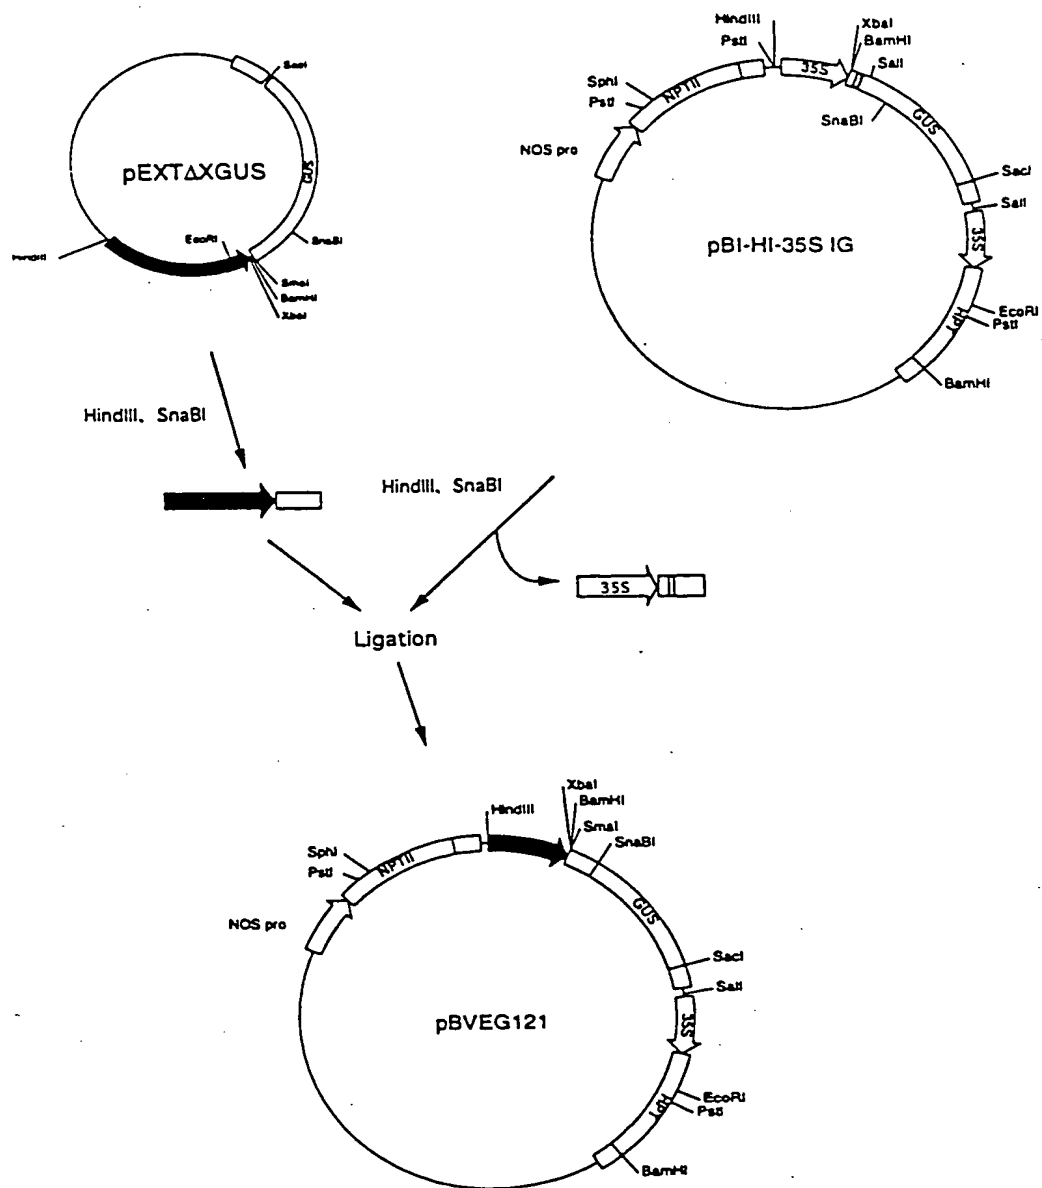 SacI
GUS
pEXTΔXGUS
EcoRI
SnaBI
HindIII
SmaI
BamHI
XbaI
HindIII
PstI
XbaI
BamHI
SalI
35S
SphI
PstI
NPTII
SnaBI
GUS
NOS pro
SacI
SalI
pBI-HI-35S IG
35S
EcoRI
PstI
HPT
BamHI
HindIII, SnaBI
HindIII, SnaBI
35S
Ligation
XbaI
HindIII
BamHI
SmaI
SnaBI
SphI
PstI
NPTII
NOS pro
GUS
SacI
SalI
pBVEG121
35S
EcoRI
PstI
HPT
BamHI